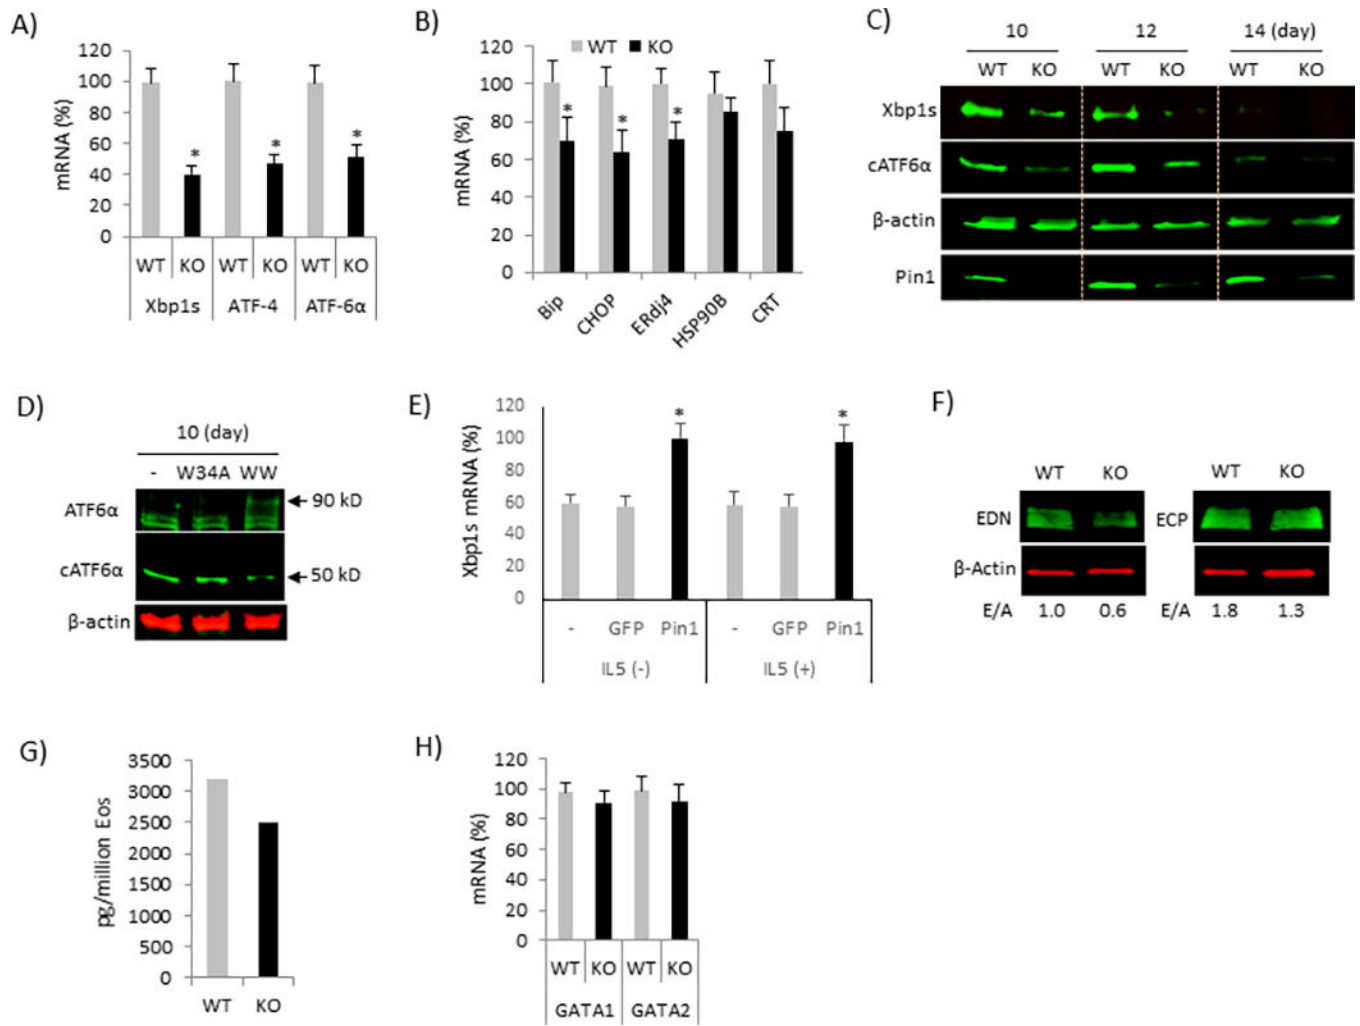 A)
120
100
80
60
40
20
0
mRNA (%)
* * *
WT KO WT KO WT KO
Xbp1s ATF-4 ATF-6α
B)
WT KO
120
100
80
60
40
20
0
mRNA (%)
* * *
Bip CHOP ERdj4 HSP90B CRT
C)
10 12 14 (day)
WT KO WT KO WT KO
Xbp1s
cATF6α
β-actin
Pin1
D)
10 (day)
- W34A WW
ATF6α 90 kD
cATF6α 50 kD
β-actin
E)
120
100
80
60
40
20
0
Xbp1s mRNA (%)
* *
- GFP Pin1 - GFP Pin1
IL5 (-) IL5 (+)
F)
WT KO WT KO
EDN ECP
β-Actin
E/A 1.0 0.6 E/A 1.8 1.3
G)
3500
3000
2500
2000
1500
1000
500
0
pg/million Eos
WT KO
H)
120
100
80
60
40
20
0
mRNA (%)
WT KO WT KO
GATA1 GATA2